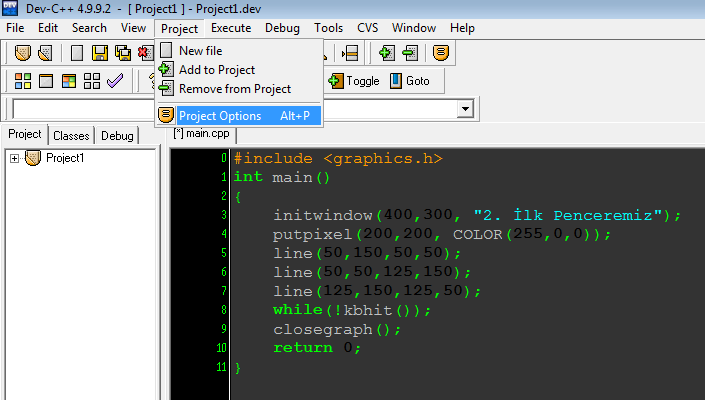 Dev-C++ 4.9.9.2 - [ Project1 ] - Project1.dev
File Edit Search View Project Execute Debug Tools CVS Window Help
New file
Add to Project
Remove from Project
Project Options Alt+P
Toggle Goto
Project Classes Debug
[*] main.cpp
Project1
0 #include <graphics.h>
1 int main()
2 {
3 initwindow(400,300, "2. İlk Penceremiz");
4 putpixel(200,200, COLOR(255,0,0));
5 line(50,150,50,50);
6 line(50,50,125,150);
7 line(125,150,125,50);
8 while(!kbhit());
9 closegraph();
10 return 0;
11 }